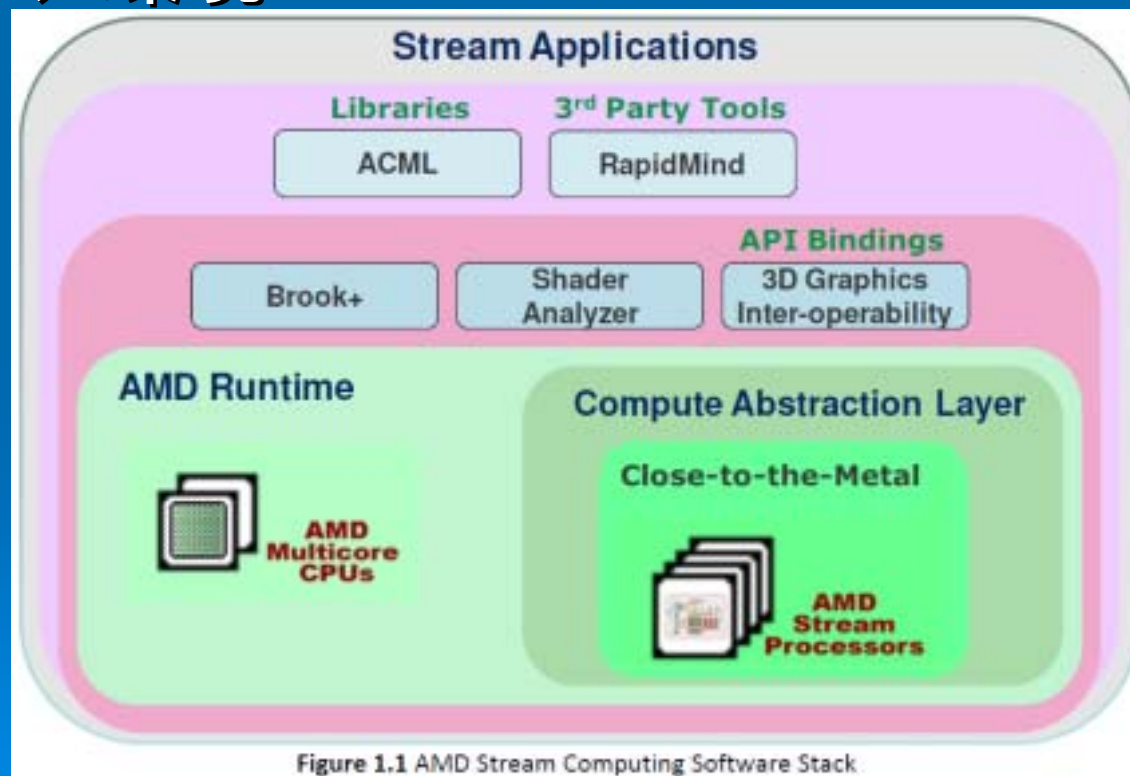 Stream Applications
Libraries
3rd Party Tools
ACML
RapidMind
API Bindings
Brook+
Shader
Analyzer
3D Graphics
Inter-operability
AMD Runtime
Compute Abstraction Layer
Close-to-the-Metal
AMD
Multicore
CPUs
AMD
Stream
Processors
Figure 1.1 AMD Stream Computing Software Stack